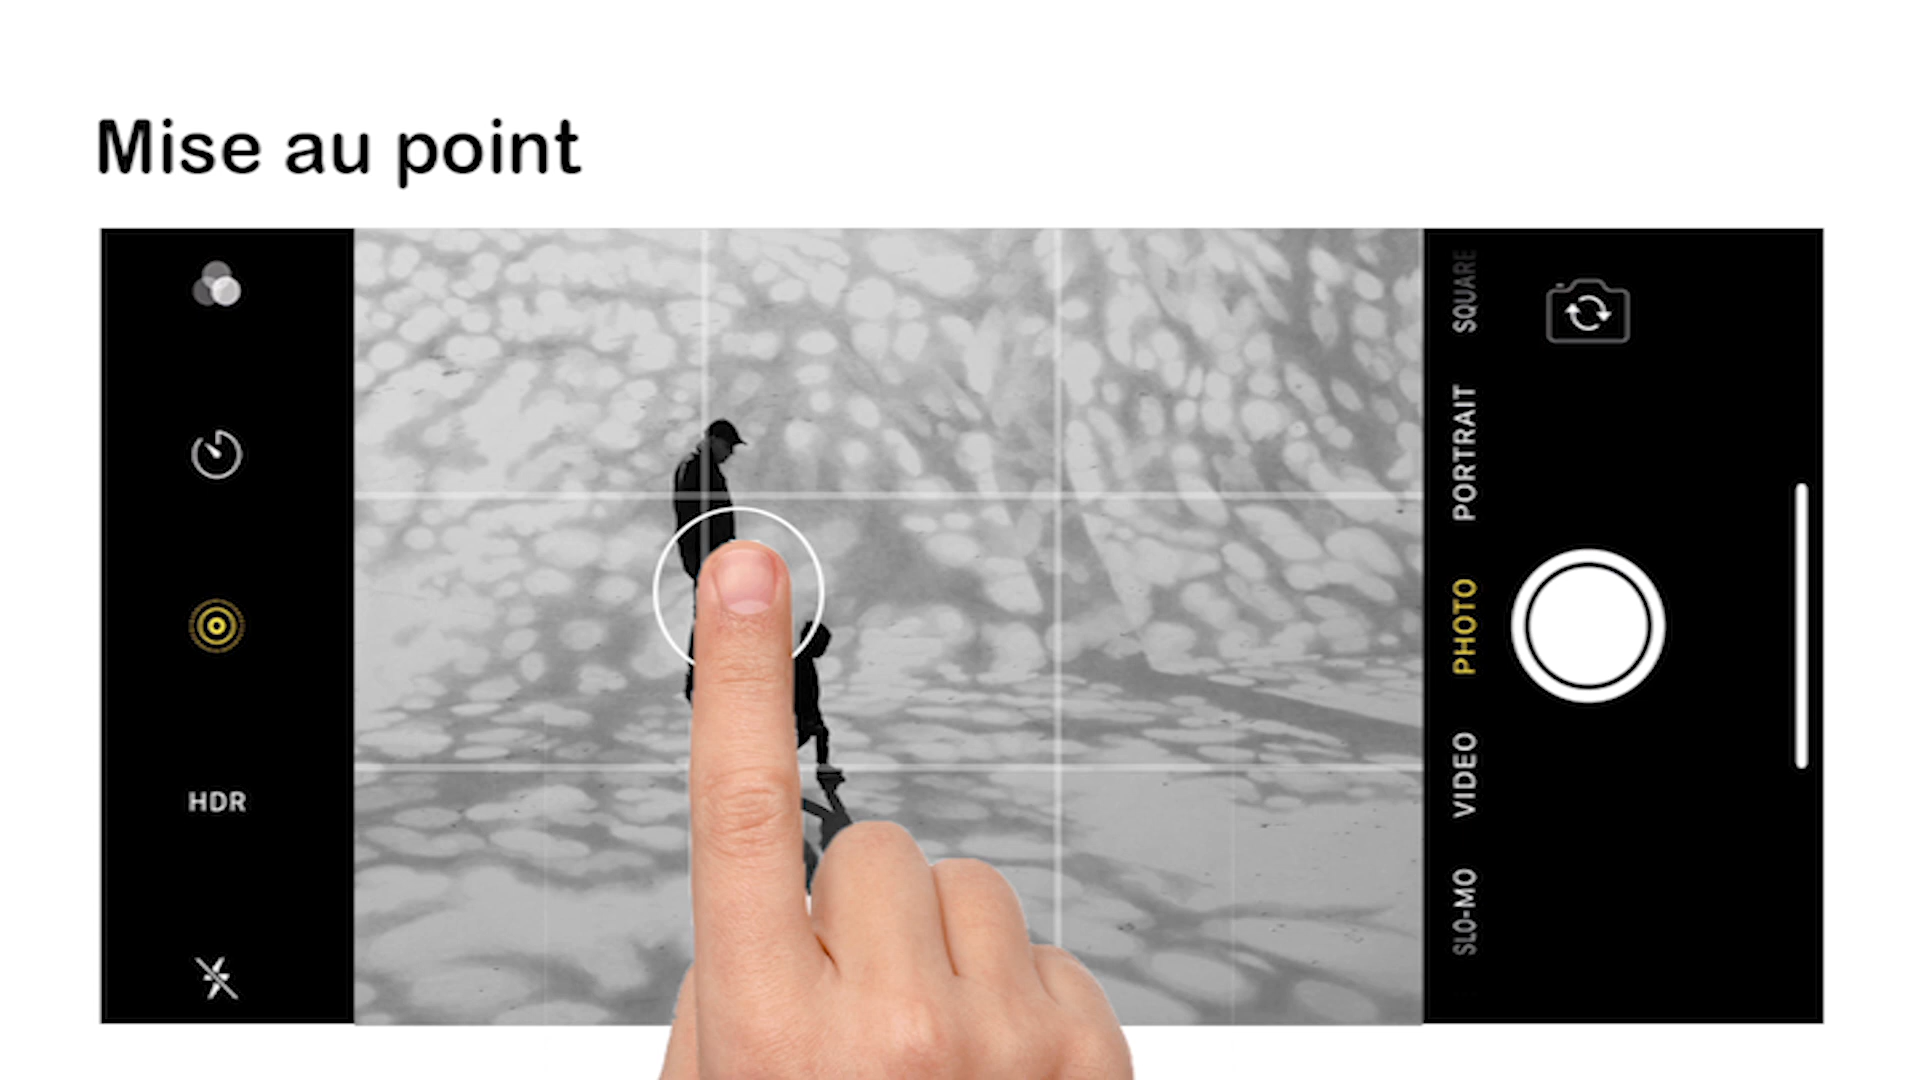 Mise au point
HDR
SQUARE
PORTRAIT
PHOTO
VIDEO
SLO-MO